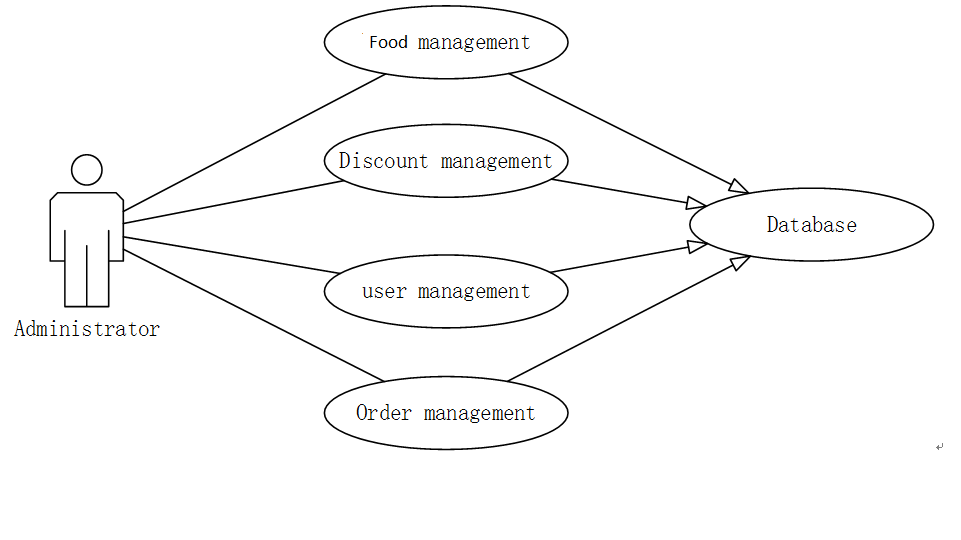 Food management
Discount management
Database
user management
Administrator
Order management